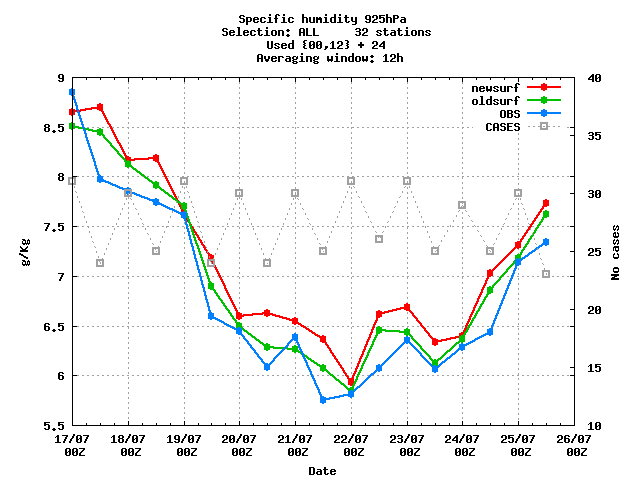 Specific humidity 925hPa
Selection: ALL 32 stations
Used {00,12} + 24
Averaging window: 12h
9
8.5
8
7.5
7
6.5
6
5.5
g/Kg
40
35
30
25
20
15
10
No cases
newsurf
oldsurf
OBS
CASES
17/07 18/07 19/07 20/07 21/07 22/07 23/07 24/07 25/07 26/07
00Z 00Z 00Z 00Z 00Z 00Z 00Z 00Z 00Z 00Z
Date